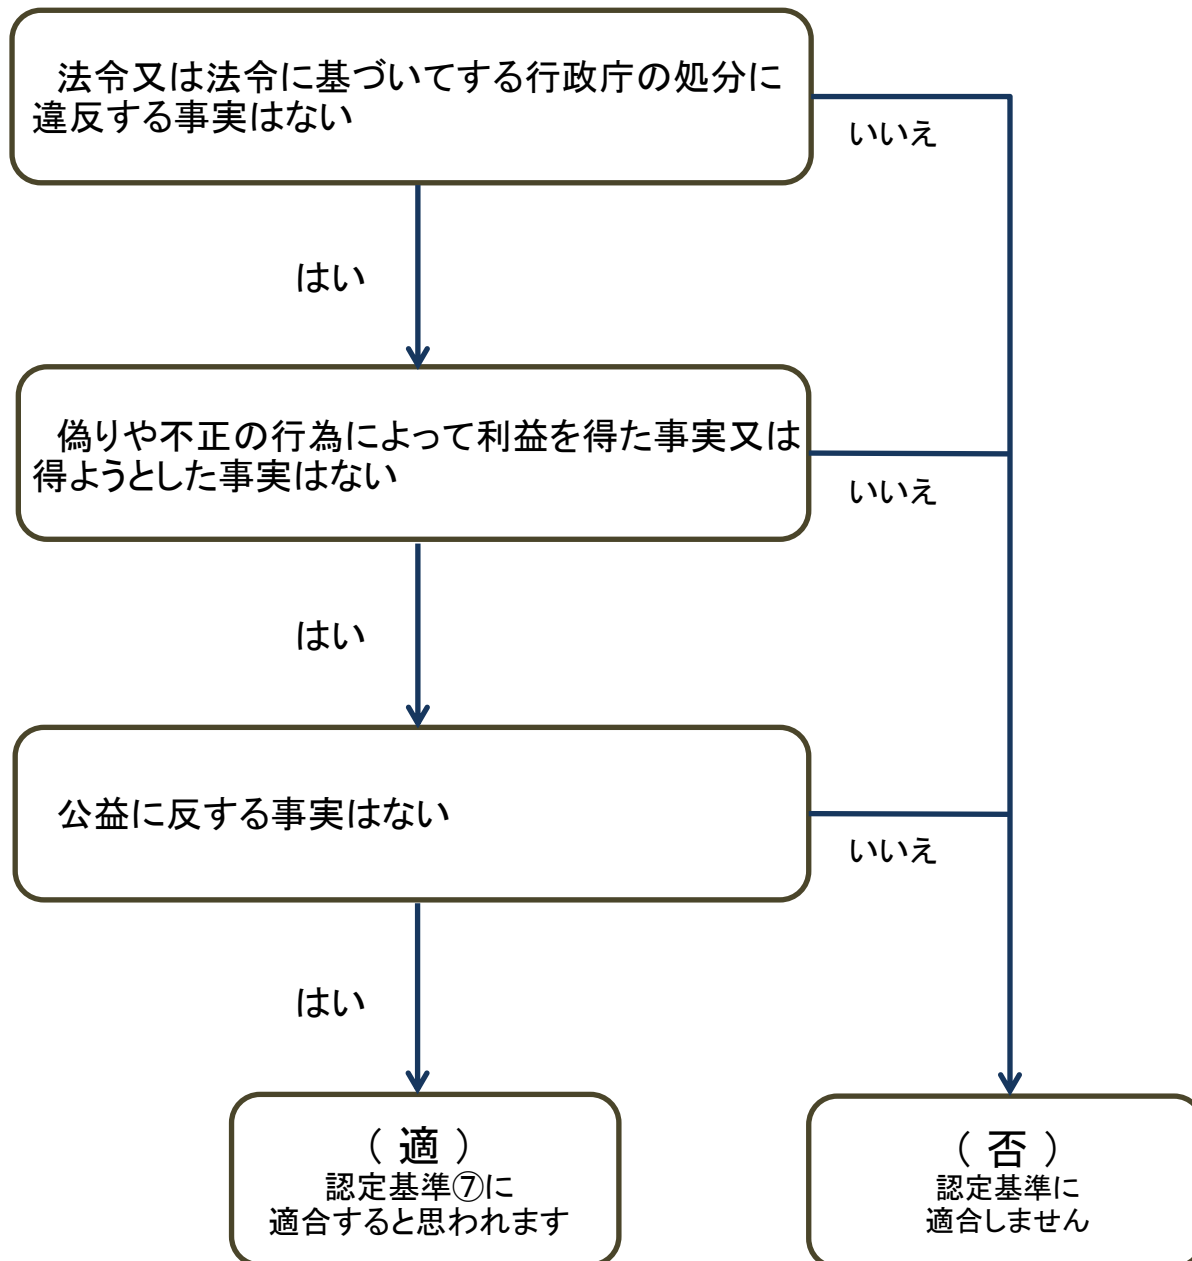 法令又は法令に基づいてする行政庁の処分に
違反する事実はない
いいえ
はい
偽りや不正の行為によって利益を得た事実又は
得ようとした事実はない
いいえ
はい
公益に反する事実はない
いいえ
はい
（ 適 ）
認定基準⑦に
適合すると思われます
（ 否 ）
認定基準に
適合しません